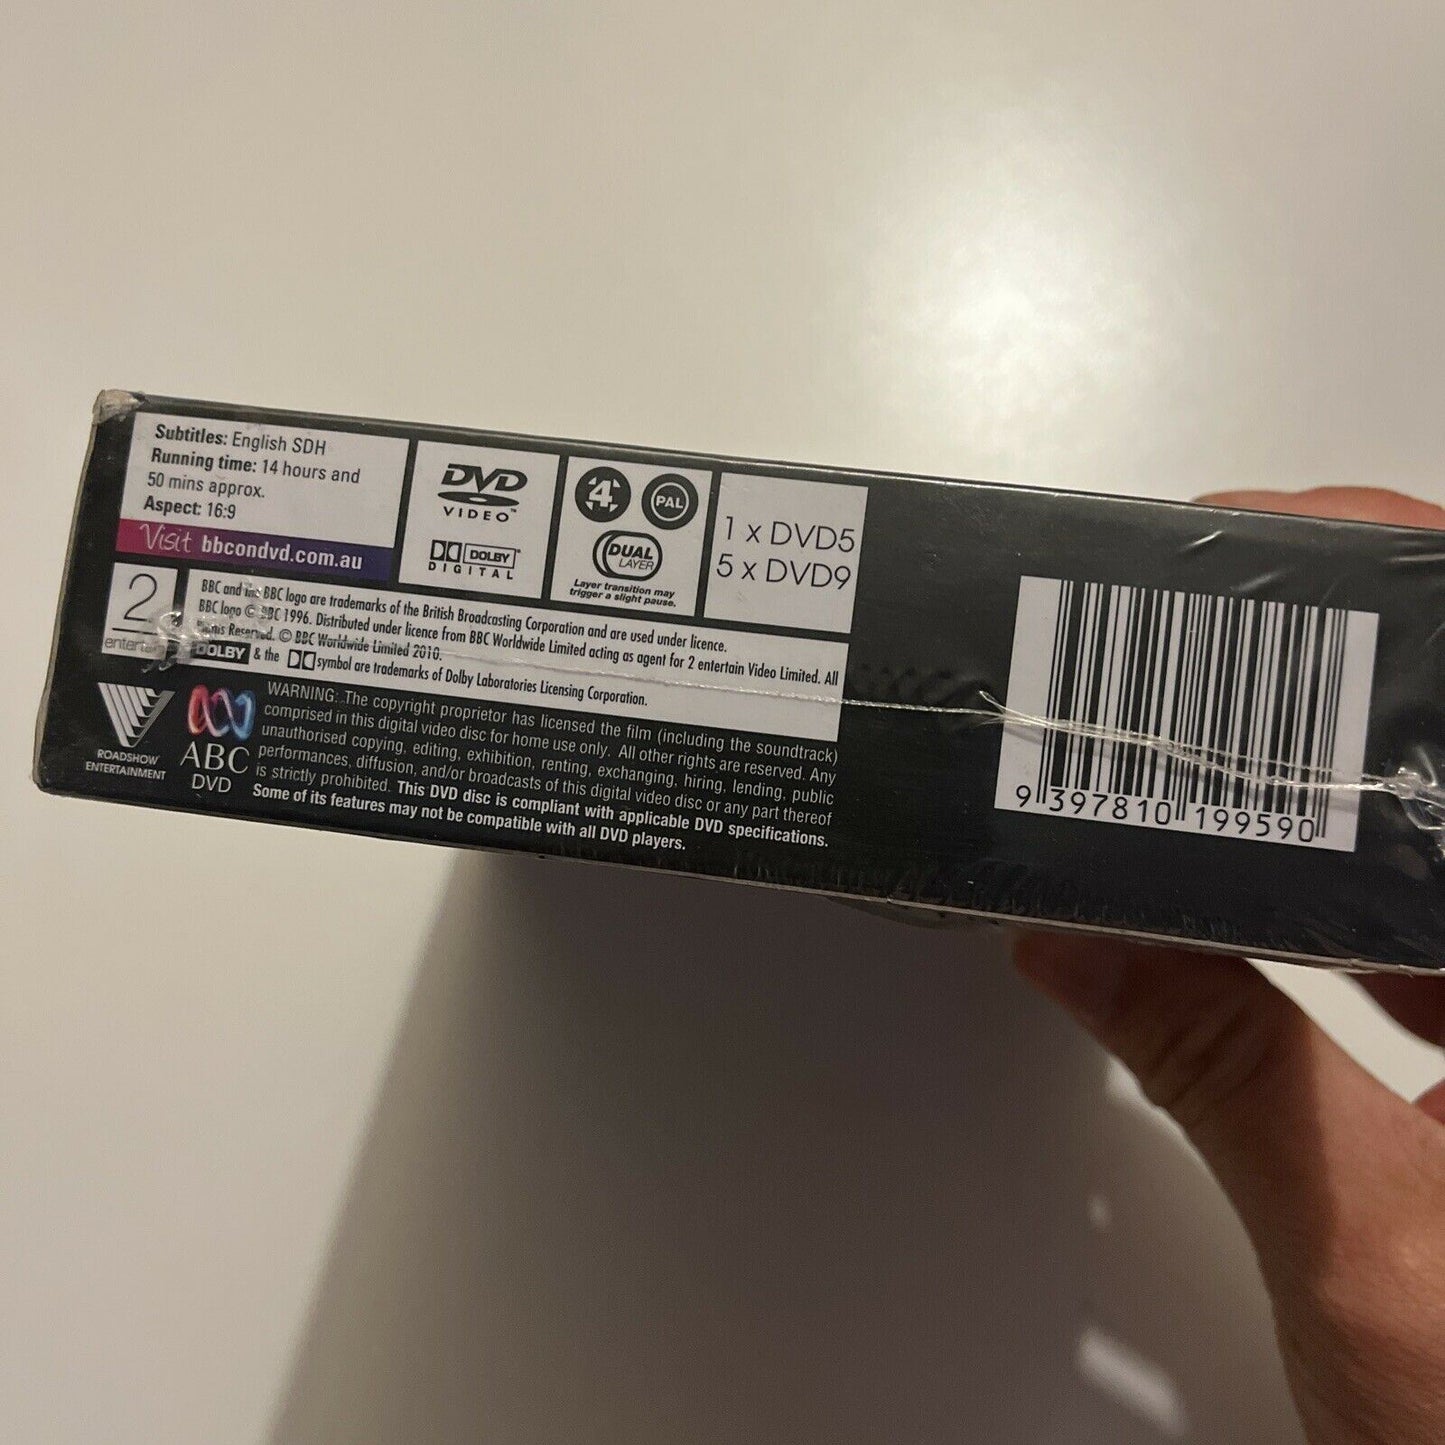 Subtitles: English SDH
Running time: 14 hours and
50 mins approx.
Aspect: 16:9
Visit bbcondvd.com.au
DVD
VIDEO™
DOLBY
DIGITAL
4
PAL
DUAL
LAYER
Layer transition may
trigger a slight pause.
1 x DVD5
5 x DVD9
2
BBC and the BBC logo are trademarks of the British Broadcasting Corporation and are used under licence.
BBC logo © BBC 1996. Distributed under licence from BBC Worldwide Limited acting as agent for 2 entertain Video Limited. All
Reserved. © BBC Worldwide Limited 2010.
DOLBY & the symbol are trademarks of Dolby Laboratories Licensing Corporation.
ROADSHOW
ENTERTAINMENT
ABC
DVD
WARNING: The copyright proprietor has licensed the film (including the soundtrack)
comprised in this digital video disc for home use only. All other rights are reserved. Any
unauthorised copying, editing, exhibition, renting, exchanging, hiring, lending, public
performances, diffusion, and/or broadcasts of this digital video disc or any part thereof
is strictly prohibited. This DVD disc is compliant with applicable DVD specifications.
Some of its features may not be compatible with all DVD players.
9 397810 199590